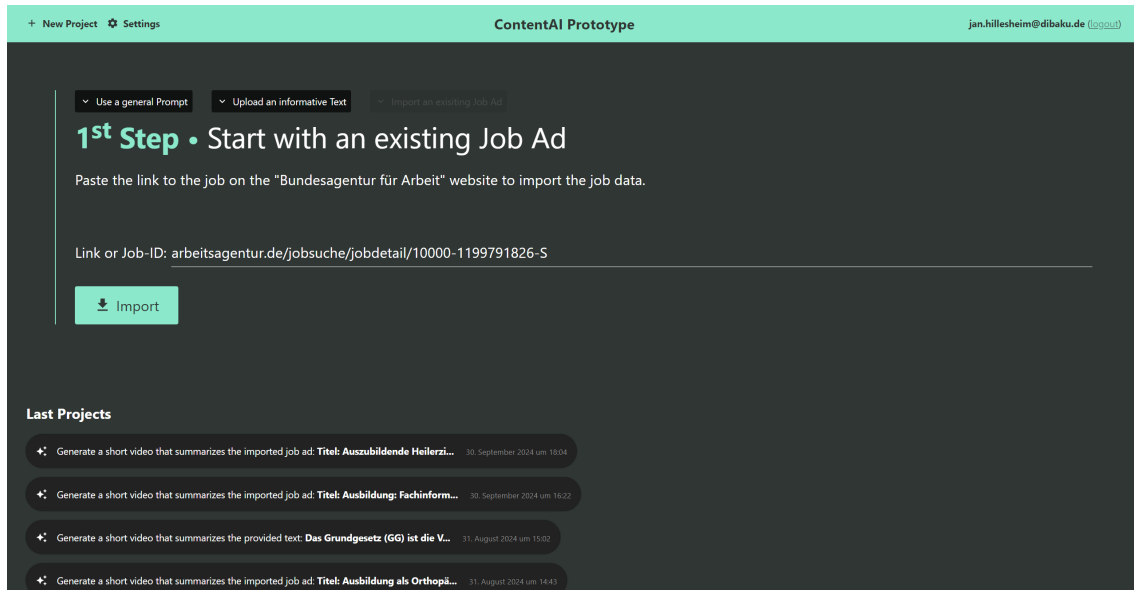 + New Project Settings
ContentAI Prototype
jan.hillesheim@dibaku.de (logout)
Use a general Prompt Upload an informative Text Import an exisiting Job Ad
1st Step • Start with an existing Job Ad
Paste the link to the job on the "Bundesagentur für Arbeit" website to import the job data.
Link or Job-ID: arbeitsagentur.de/jobsuche/jobdetail/10000-1199791826-S
Import
Last Projects
Generate a short video that summarizes the imported job ad: Titel: Auszubildende Heilerzi... 30. September 2024 um 18:04
Generate a short video that summarizes the imported job ad: Titel: Ausbildung: Fachinform... 30. September 2024 um 16:22
Generate a short video that summarizes the provided text: Das Grundgesetz (GG) ist die V... 31. August 2024 um 15:02
Generate a short video that summarizes the imported job ad: Titel: Ausbildung als Orthopä... 31. August 2024 um 14:43